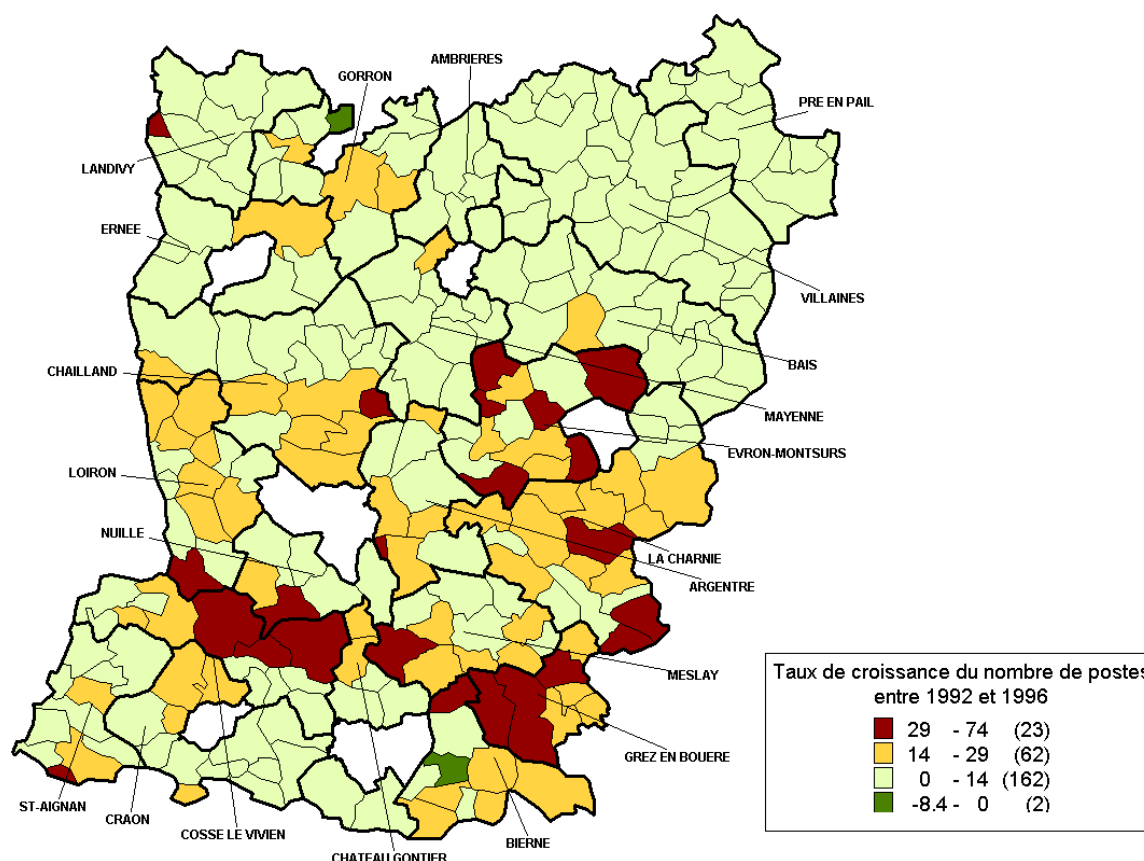 AMBRIERES
GORRON
PRE EN PAIL
LANDIVY
ERNEE
VILLAINES
BAIS
CHAILLAND
MAYENNE
EVRON-MONTSURS
LOIRON
NUILLE
LA CHARNIE
ARGENTRE
MESLAY
GREZ EN BOUERE
ST-AIGNAN
CRAON
COSSE LE VIVIEN
BIERNE
CHATEAU GONTIER
Taux de croissance du nombre de postes
entre 1992 et 1996
29 - 74 (23)
14 - 29 (62)
0 - 14 (162)
-8.4 - 0 (2)